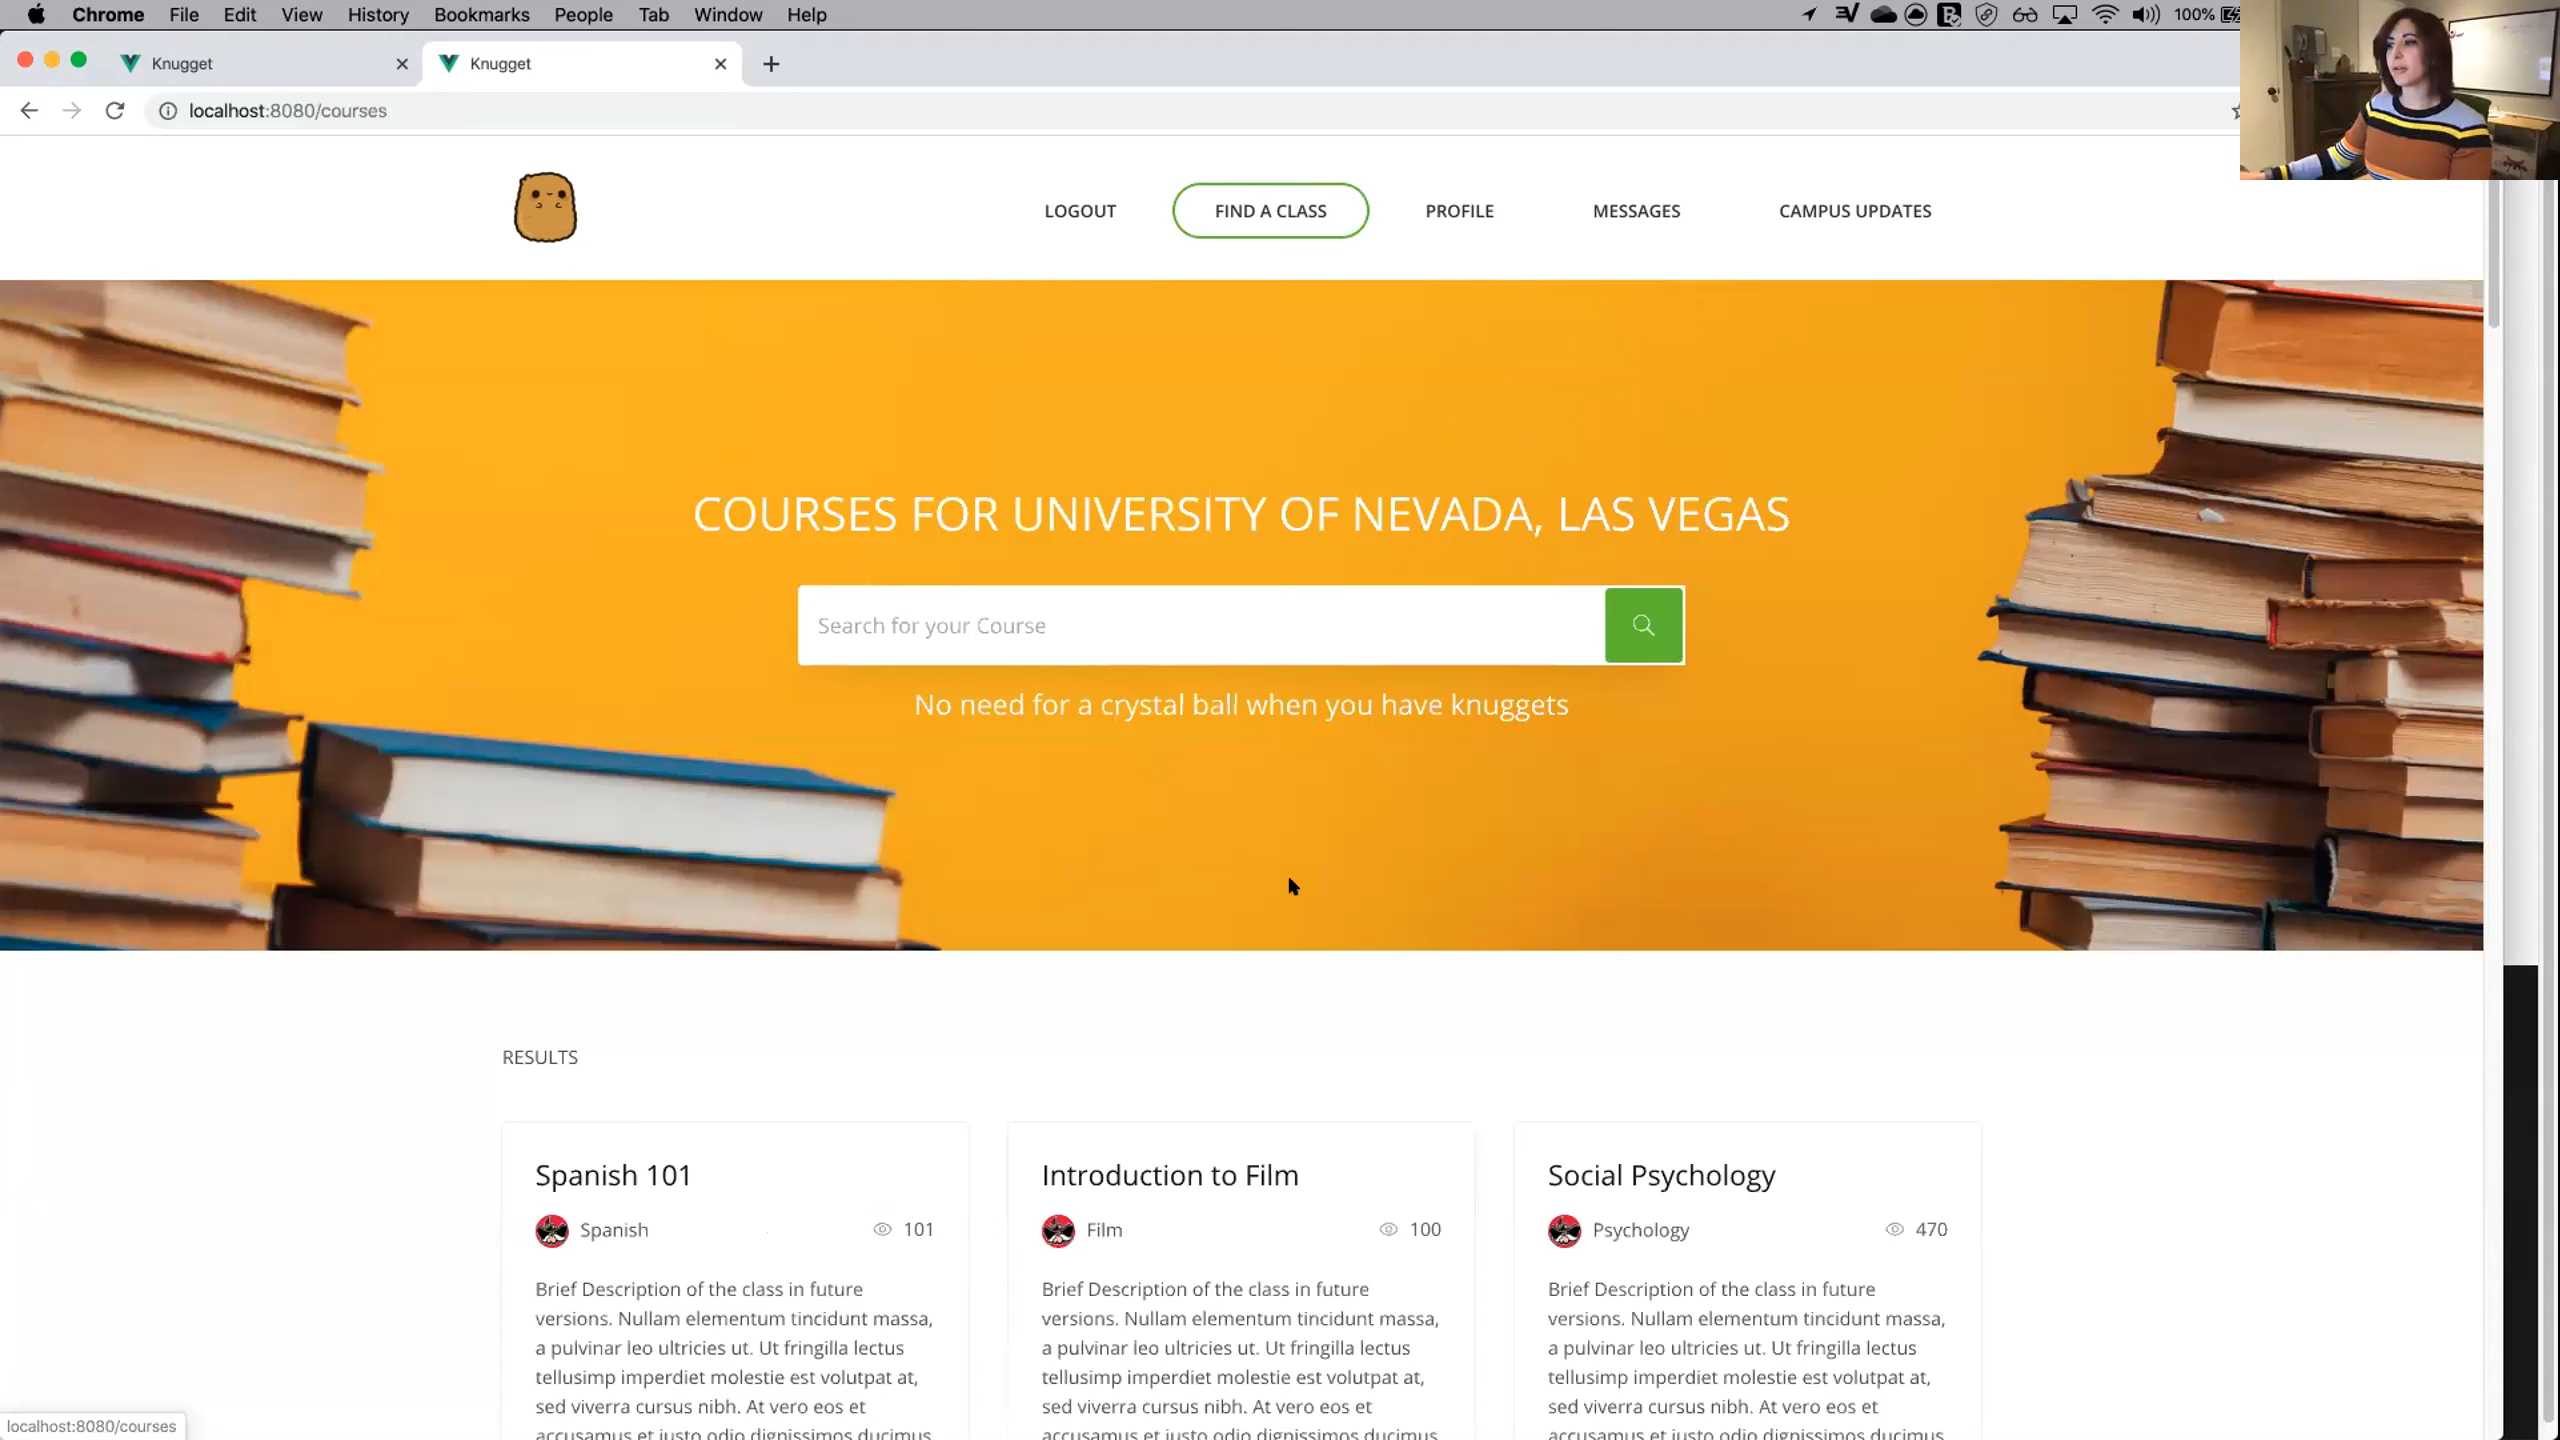 Chrome File Edit View History Bookmarks People Tab Window Help 100%
Knugget Knugget
localhost:8080/courses
LOGOUT FIND A CLASS PROFILE MESSAGES CAMPUS UPDATES
COURSES FOR UNIVERSITY OF NEVADA, LAS VEGAS
Search for your Course
No need for a crystal ball when you have knuggets
RESULTS
Spanish 101
Spanish 101
Brief Description of the class in future
versions. Nullam elementum tincidunt massa,
a pulvinar leo ultricies ut. Ut fringilla lectus
tellusimp imperdiet molestie est volutpat at,
sed viverra cursus nibh. At vero eos et
accusamus et iusto odio dignissimos ducimus
Introduction to Film
Film 100
Brief Description of the class in future
versions. Nullam elementum tincidunt massa,
a pulvinar leo ultricies ut. Ut fringilla lectus
tellusimp imperdiet molestie est volutpat at,
sed viverra cursus nibh. At vero eos et
accusamus et iusto odio dignissimos ducimus
Social Psychology
Psychology 470
Brief Description of the class in future
versions. Nullam elementum tincidunt massa,
a pulvinar leo ultricies ut. Ut fringilla lectus
tellusimp imperdiet molestie est volutpat at,
sed viverra cursus nibh. At vero eos et
accusamus et iusto odio dignissimos ducimus
localhost:8080/courses